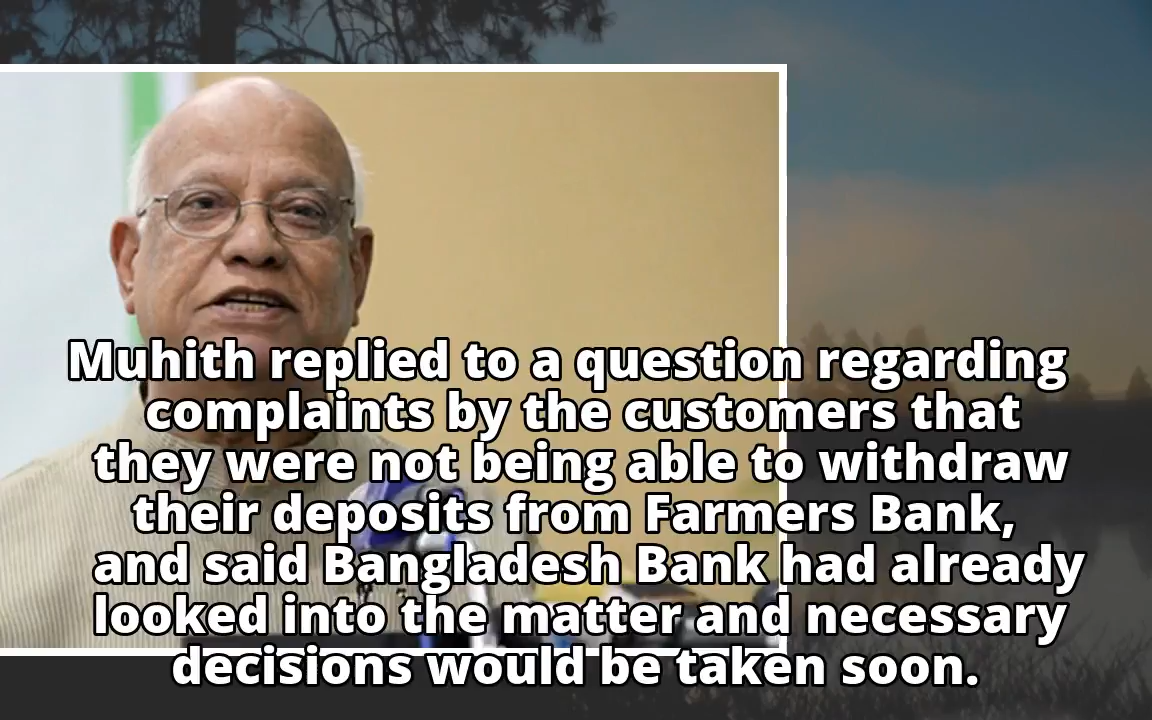 Muhith replied to a question regarding
complaints by the customers that
they were not being able to withdraw
their deposits from Farmers Bank,
and said Bangladesh Bank had already
looked into the matter and necessary
decisions would be taken soon.